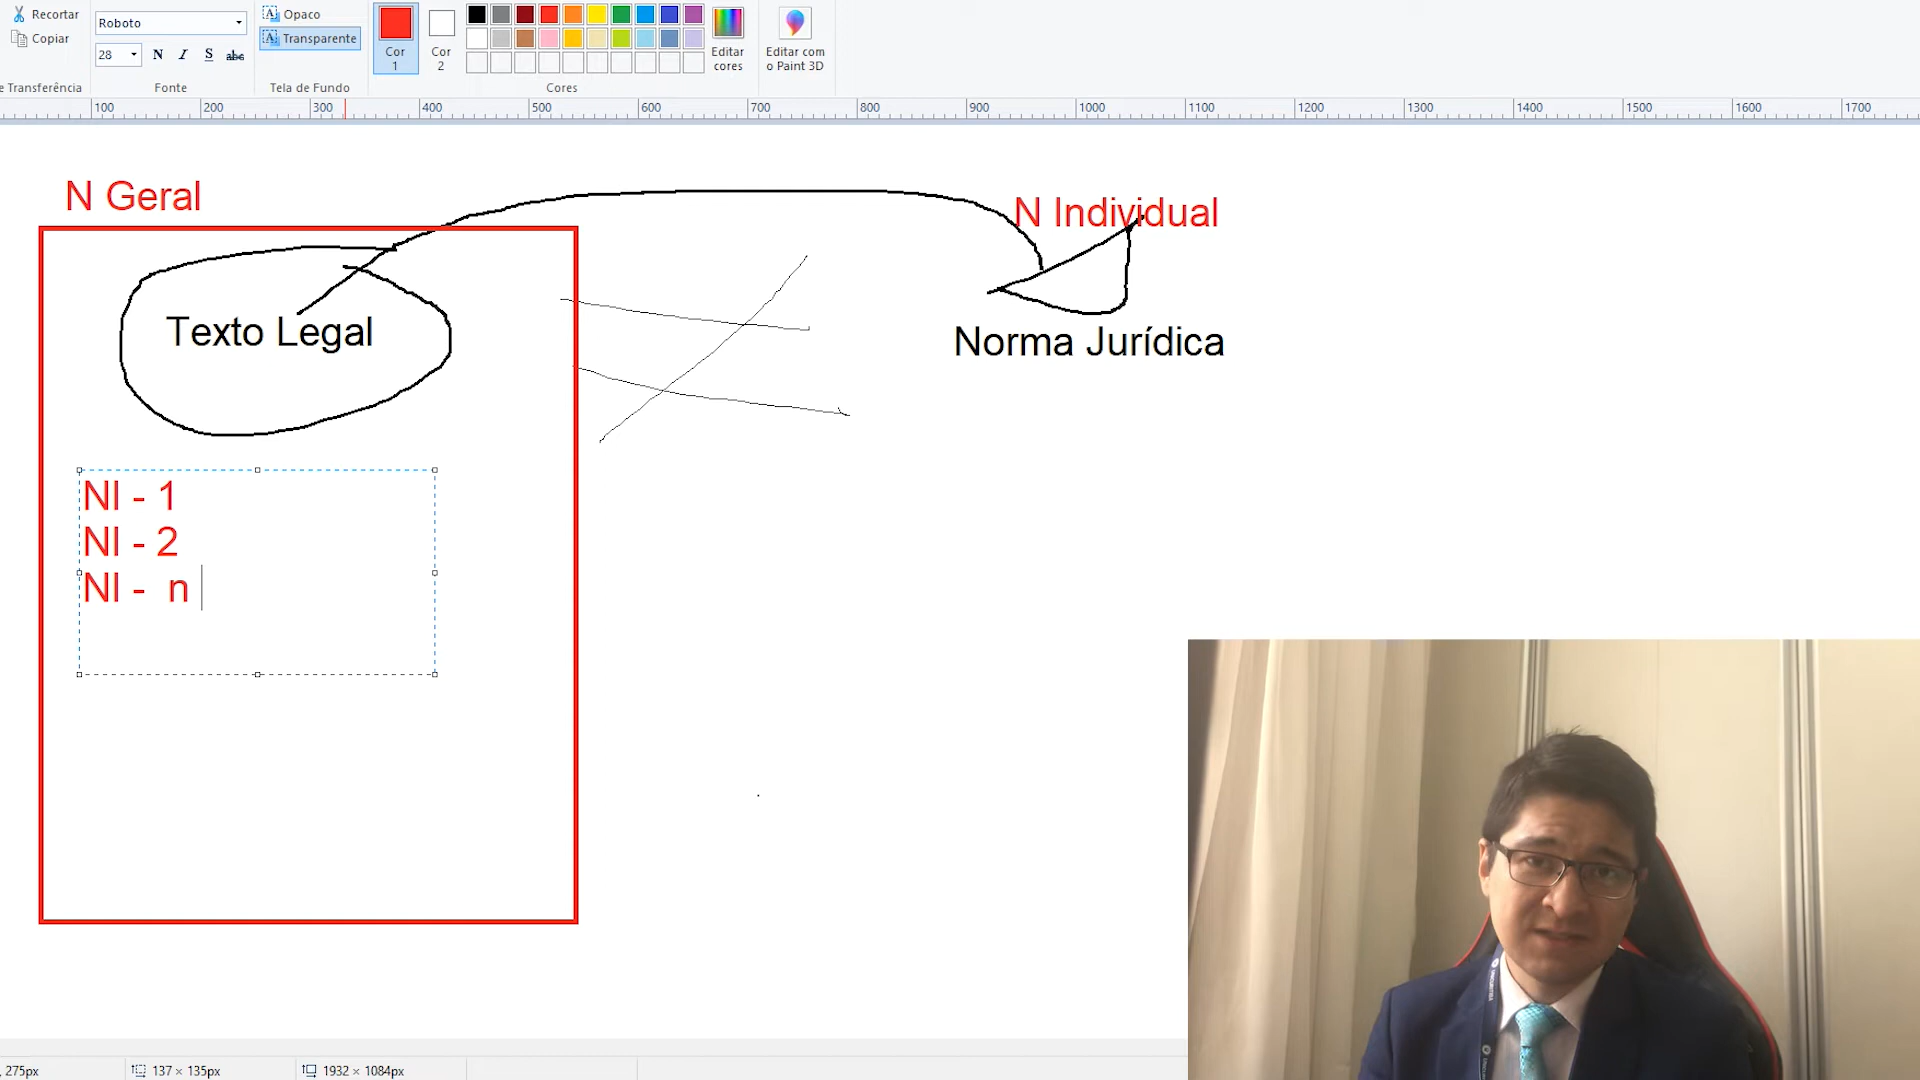 Recortar
Copiar
e Transferência
Roboto
28
N I S abc
Fonte
Opaco
Transparente
Tela de Fundo
Cor 1
Cor 2
Cores
Editar cores
Editar com o Paint 3D
100 200 300 400 500 600 700 800 900 1000 1100 1200 1300 1400 1500 1600 1700
N Geral
N Individual
Texto Legal
Norma Jurídica
NI - 1
NI - 2
NI - n
, 275px
137 × 135px
1932 × 1084px